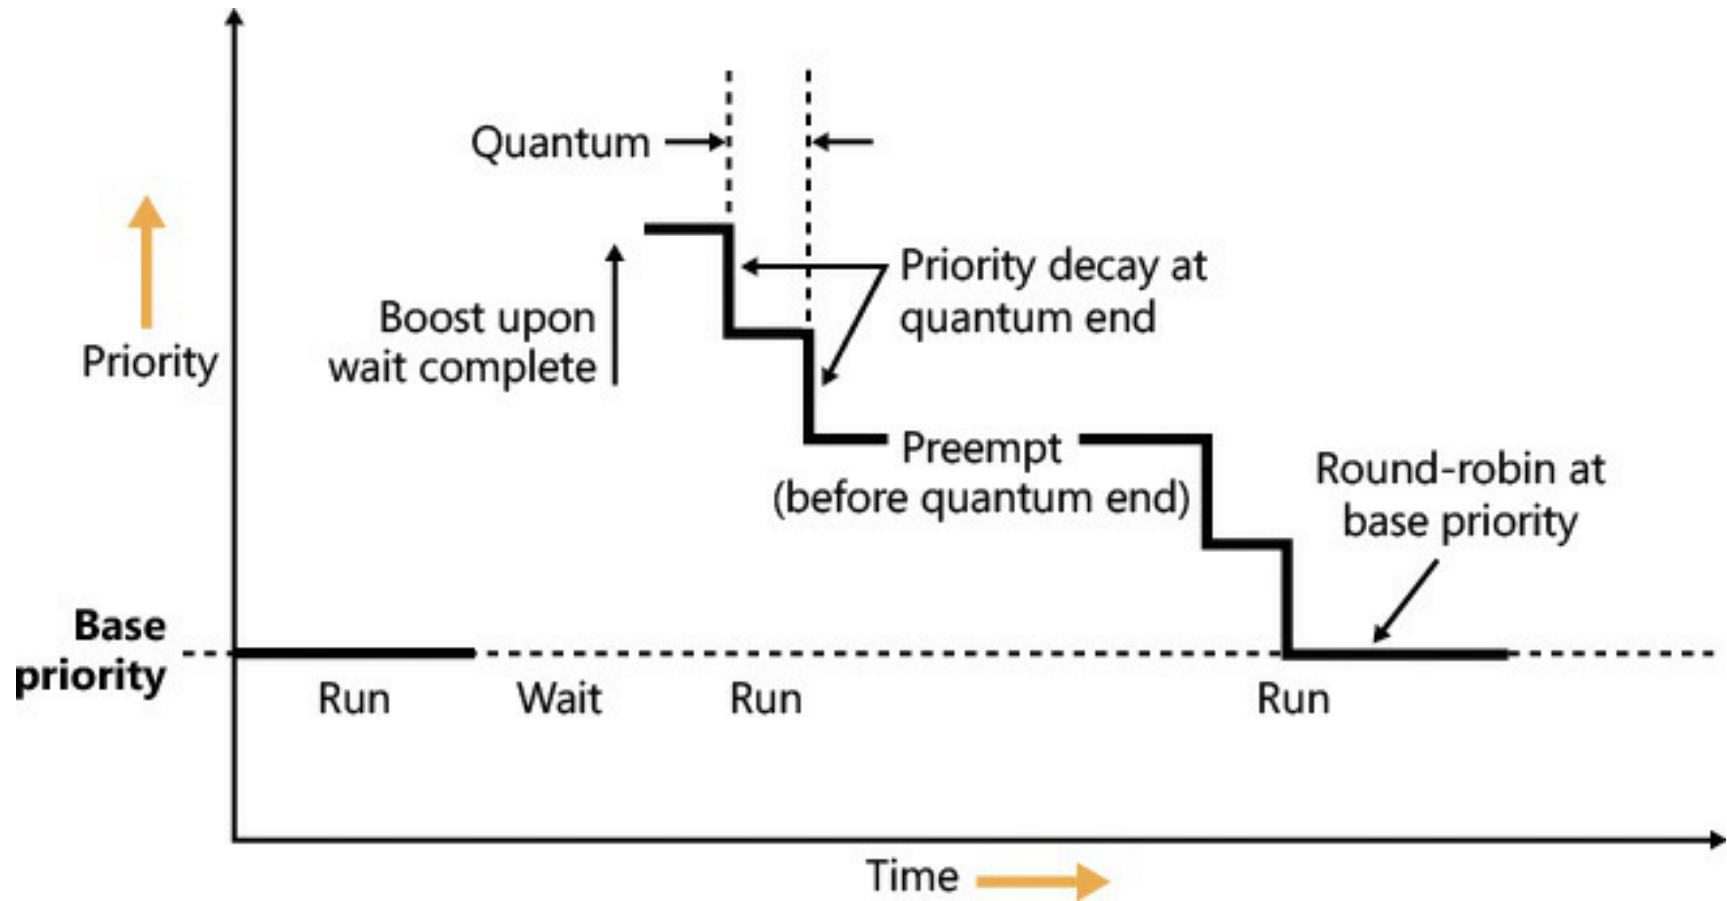 Quantum
Priority decay at
quantum end
Boost upon
wait complete
Priority
Preempt
(before quantum end)
Round-robin at
base priority
Base
priority
Run
Wait
Run
Run
Time